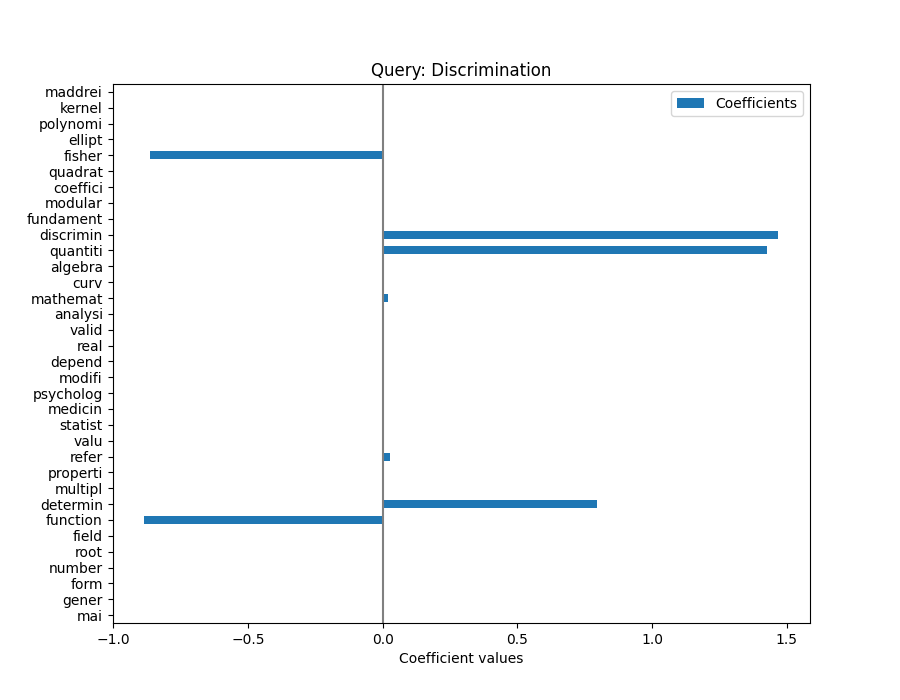 Query: Discrimination
Coefficients
maddrei
kernel
polynomi
ellipt
fisher
quadrat
coeffici
modular
fundament
discrimin
quantiti
algebra
curv
mathemat
analysi
valid
real
depend
modifi
psycholog
medicin
statist
valu
refer
properti
multipl
determin
function
field
root
number
form
gener
mai
−1.0 −0.5 0.0 0.5 1.0 1.5
Coefficient values